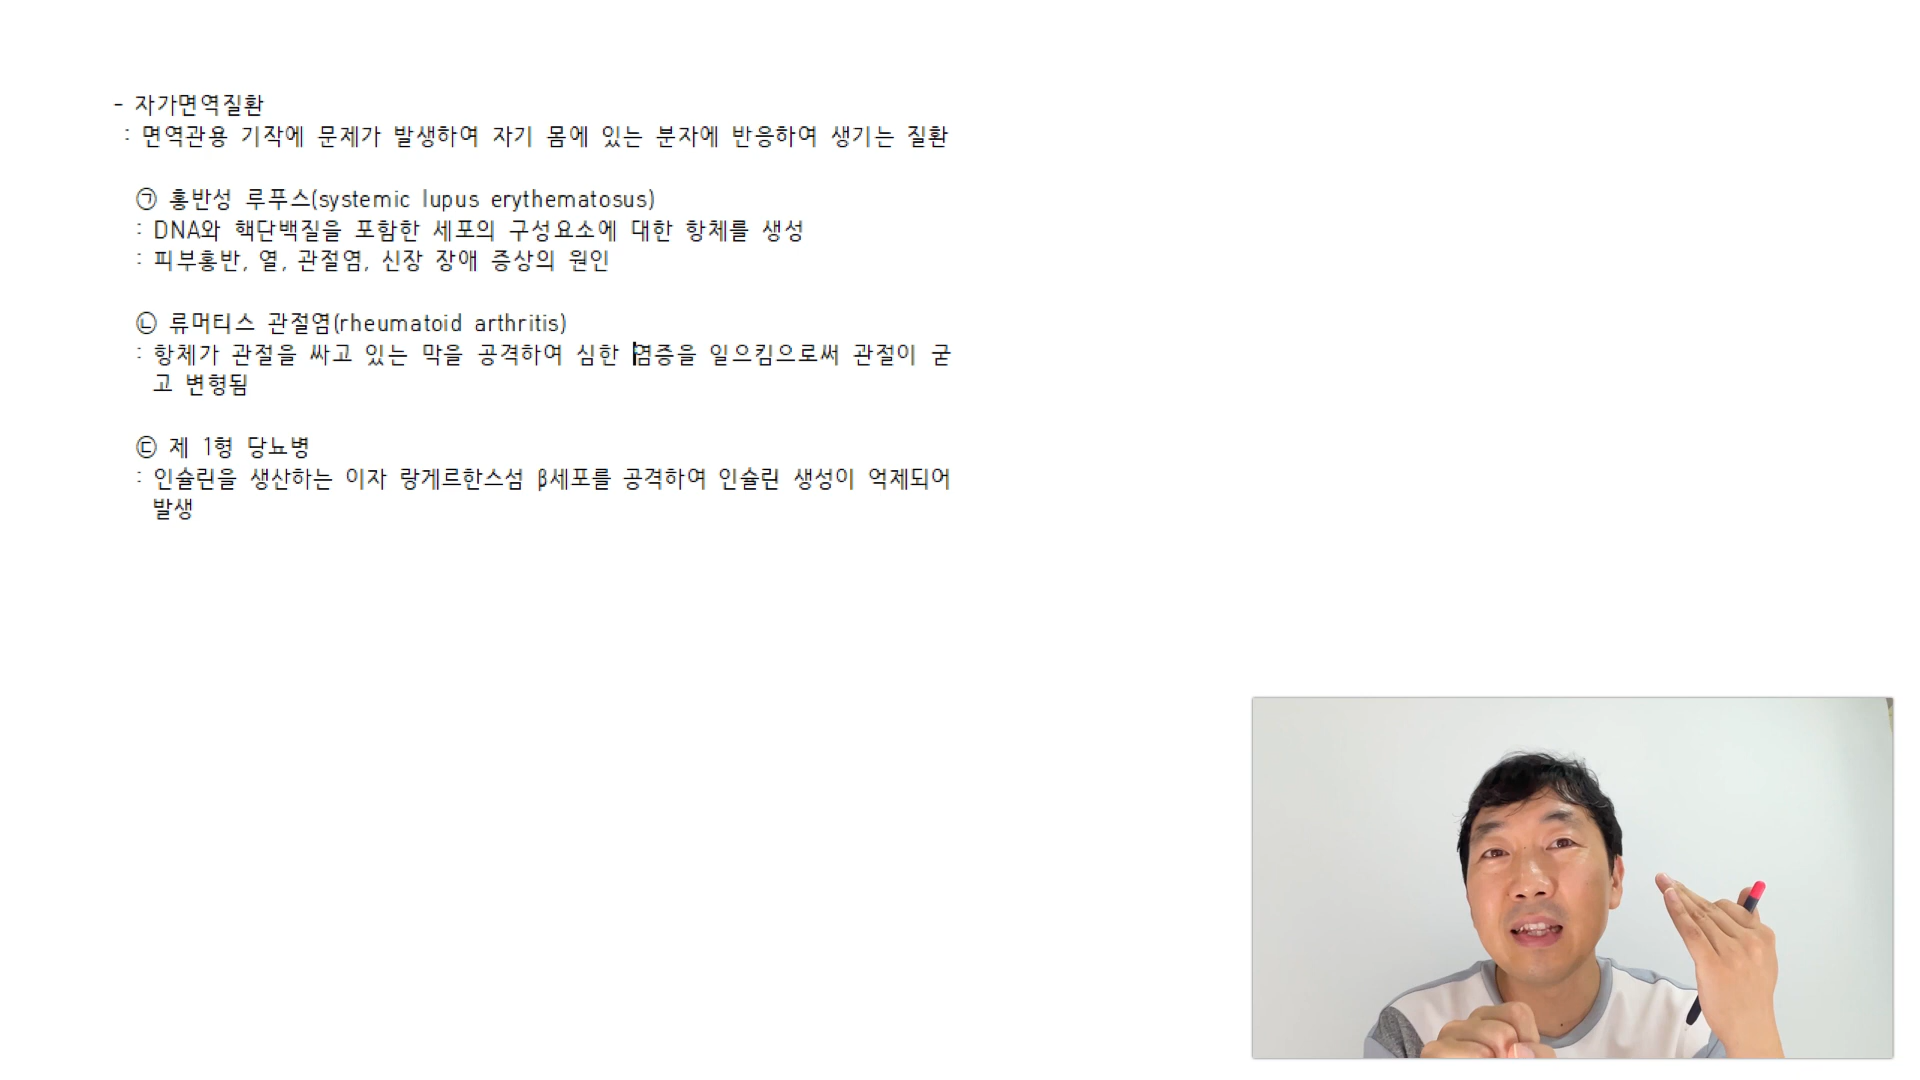 - 자가면역질환
: 면역관용 기작에 문제가 발생하여 자기 몸에 있는 분자에 반응하여 생기는 질환
㉠ 홍반성 루푸스(systemic lupus erythematosus)
: DNA와 핵단백질을 포함한 세포의 구성요소에 대한 항체를 생성
: 피부홍반, 열, 관절염, 신장 장애 증상의 원인
㉡ 류머티스 관절염(rheumatoid arthritis)
: 항체가 관절을 싸고 있는 막을 공격하여 심한 염증을 일으킴으로써 관절이 굳
고 변형됨
㉢ 제 1형 당뇨병
: 인슐린을 생산하는 이자 랑게르한스섬 β세포를 공격하여 인슐린 생성이 억제되어
발생